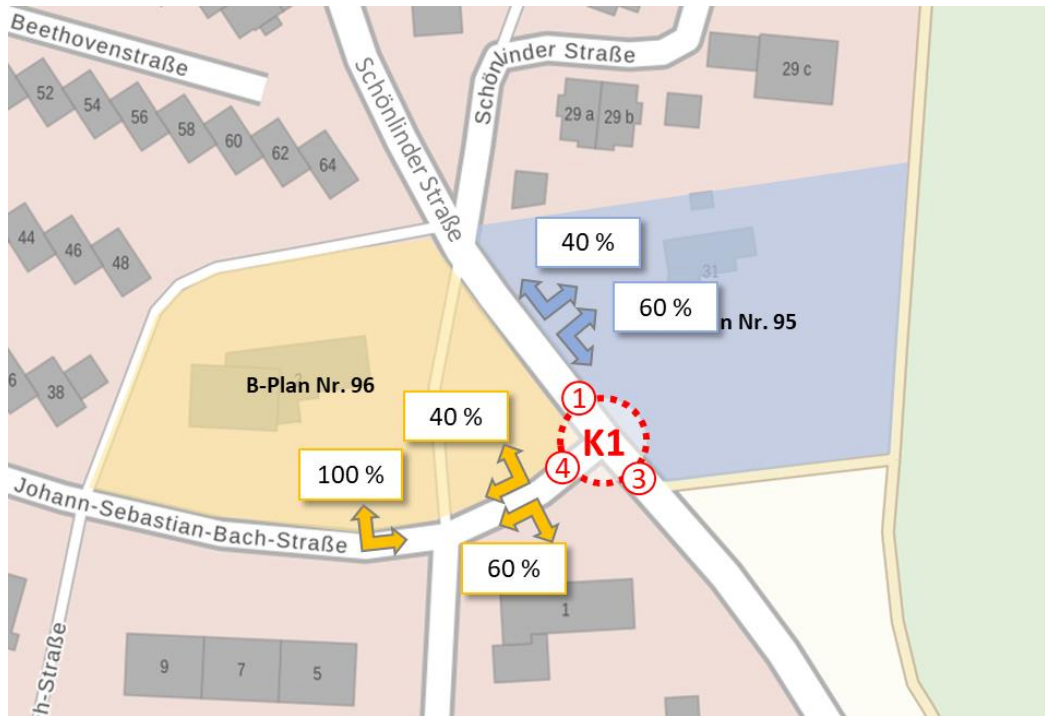 Beethovenstraße
52
54
56
58
60
62
64
Schönlinder Straße
Schönlinder Straße
29 a
29 b
29 c
44
46
48
40 %
31
60 %
n Nr. 95
6
38
B-Plan Nr. 96
40 %
1
K1
4
3
100 %
Johann-Sebastian-Bach-Straße
60 %
1
h-Straße
9
7
5